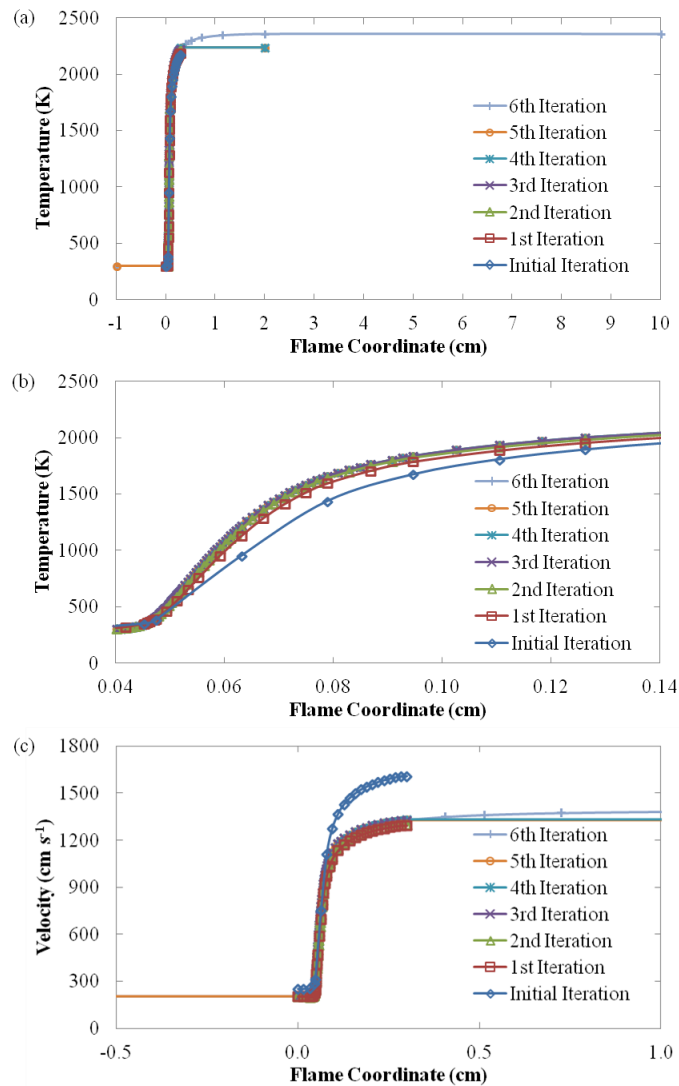 (a)
2500
2000
1500
1000
500
0
Temperature (K)
6th Iteration
5th Iteration
4th Iteration
3rd Iteration
2nd Iteration
1st Iteration
Initial Iteration
-1 0 1 2 3 4 5 6 7 8 9 10
Flame Coordinate (cm)
(b)
2500
2000
1500
1000
500
0
Temperature (K)
6th Iteration
5th Iteration
4th Iteration
3rd Iteration
2nd Iteration
1st Iteration
Initial Iteration
0.04 0.06 0.08 0.10 0.12 0.14
Flame Coordinate (cm)
(c)
1800
1500
1200
900
600
300
0
Velocity (cm s⁻¹)
6th Iteration
5th Iteration
4th Iteration
3rd Iteration
2nd Iteration
1st Iteration
Initial Iteration
-0.5 0.0 0.5 1.0
Flame Coordinate (cm)